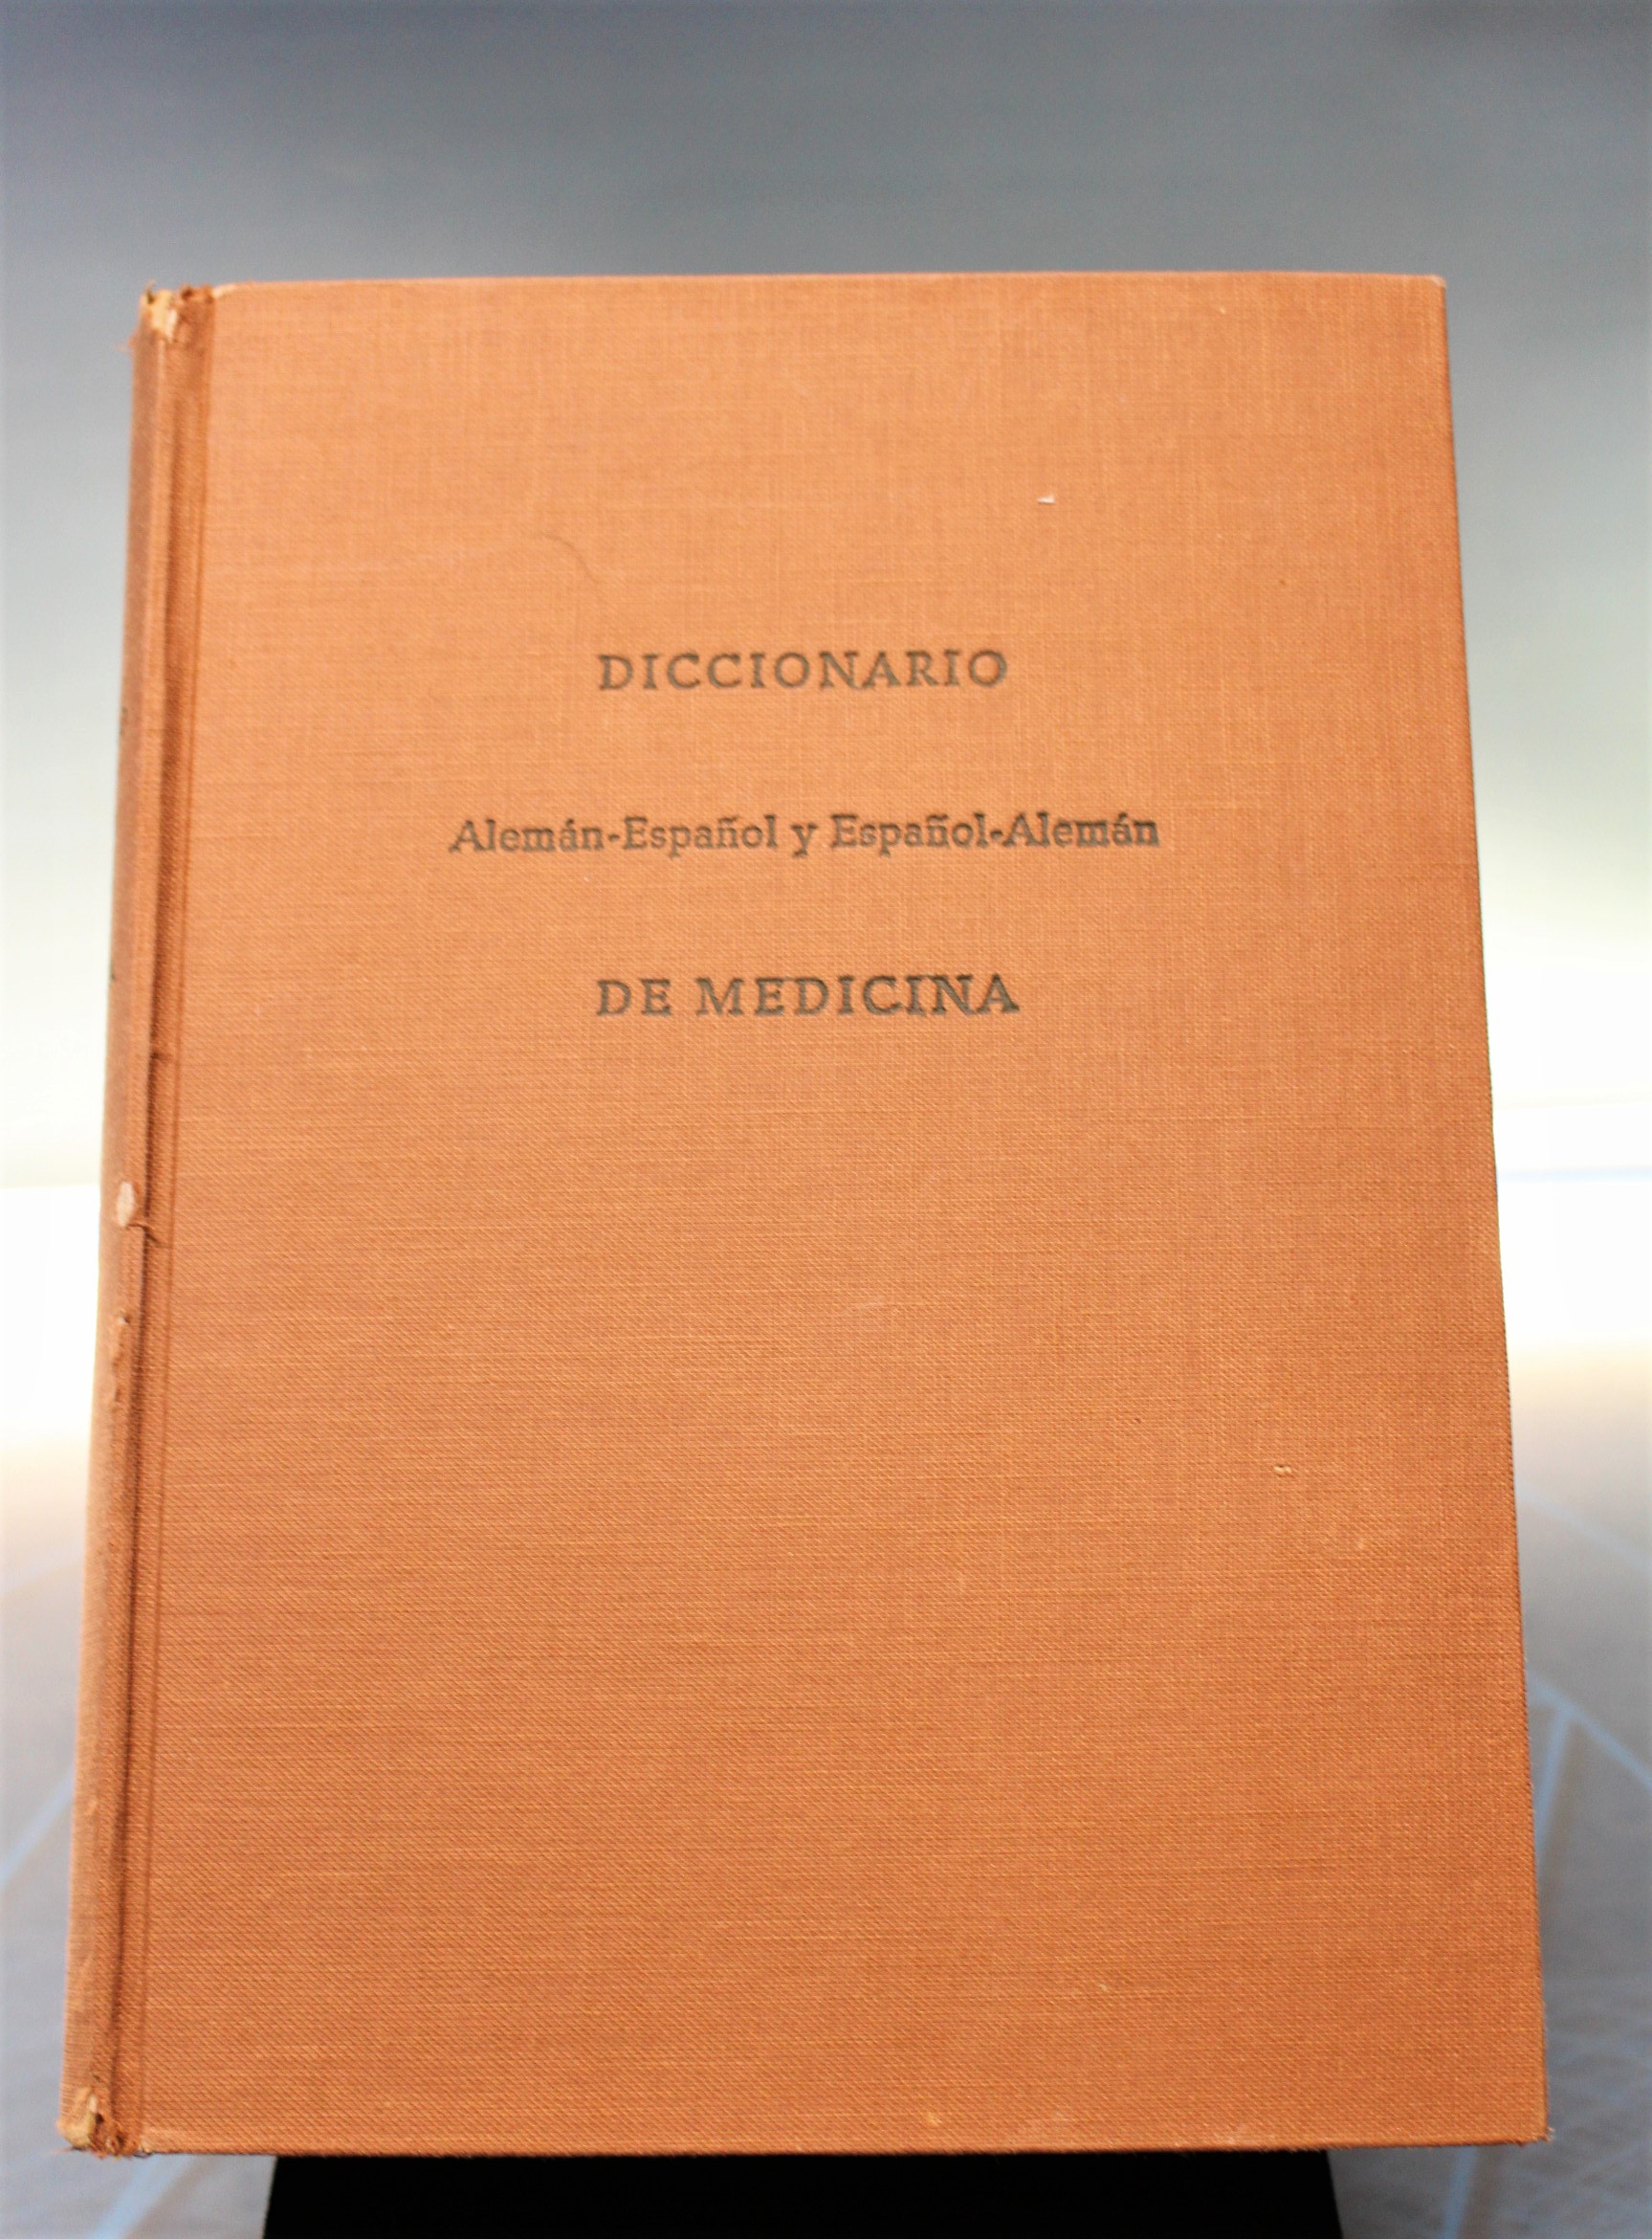 DICCIONARIO
Alemán-Español y Español-Alemán
DE MEDICINA